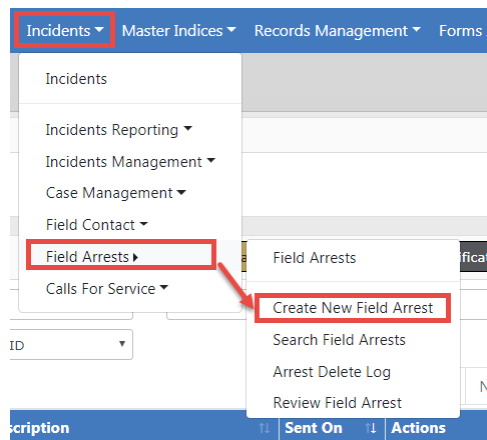 Incidents Master Indices Records Management Forms
Incidents
Incidents Reporting
Incidents Management
Case Management
Field Contact
Field Arrests
Calls For Service
Field Arrests
Create New Field Arrest
Search Field Arrests
Arrest Delete Log
Review Field Arrest
ificat
ID
N
scription Sent On Actions